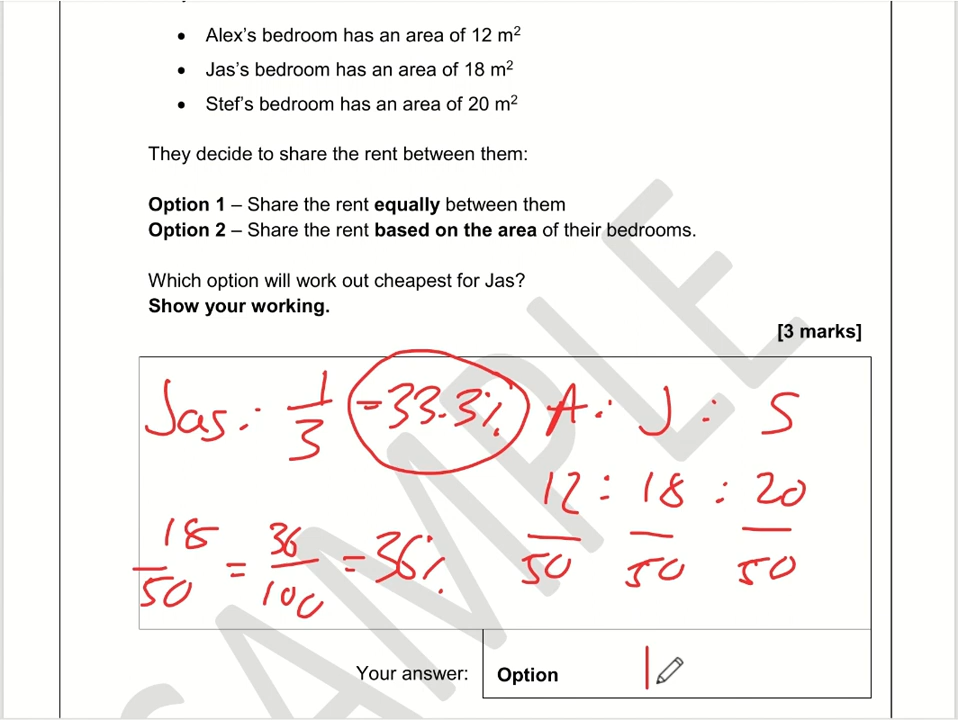 • Alex's bedroom has an area of 12 m²
• Jas's bedroom has an area of 18 m²
• Stef's bedroom has an area of 20 m²
They decide to share the rent between them:
Option 1 – Share the rent equally between them
Option 2 – Share the rent based on the area of their bedrooms.
Which option will work out cheapest for Jas?
Show your working.
[3 marks]
Jas: 1/3 = 33.3% A : J : S
12 : 18 : 20
50 50 50
18/50 = 36/100 = 36%
Your answer: Option 1
SAMPLE